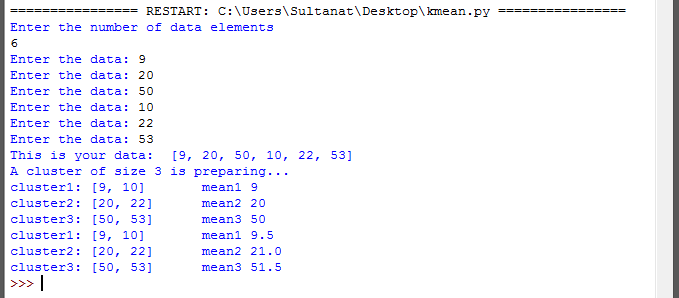 ================ RESTART: C:\Users\Sultanat\Desktop\kmean.py ================
Enter the number of data elements
6
Enter the data: 9
Enter the data: 20
Enter the data: 50
Enter the data: 10
Enter the data: 22
Enter the data: 53
This is your data:  [9, 20, 50, 10, 22, 53]
A cluster of size 3 is preparing...
cluster1: [9, 10]       mean1 9
cluster2: [20, 22]      mean2 20
cluster3: [50, 53]      mean3 50
cluster1: [9, 10]       mean1 9.5
cluster2: [20, 22]      mean2 21.0
cluster3: [50, 53]      mean3 51.5
>>>